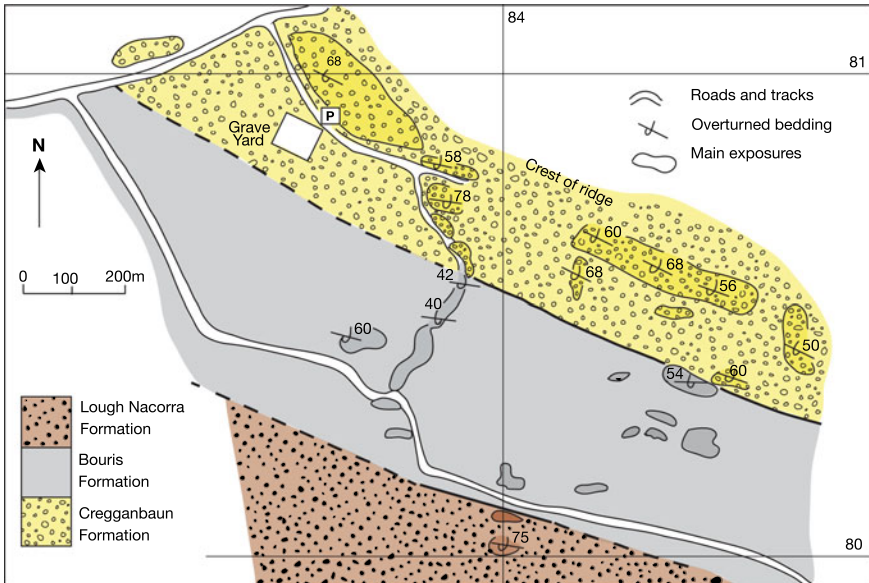 84
81
68
P
Grave
Yard
58
Crest of ridge
78
Roads and tracks
Overturned bedding
Main exposures
N
0 100 200m
42
40
60
60
68
68
56
50
54
60
Lough Nacorra
Formation
Bouris
Formation
Cregganbaun
Formation
75
80